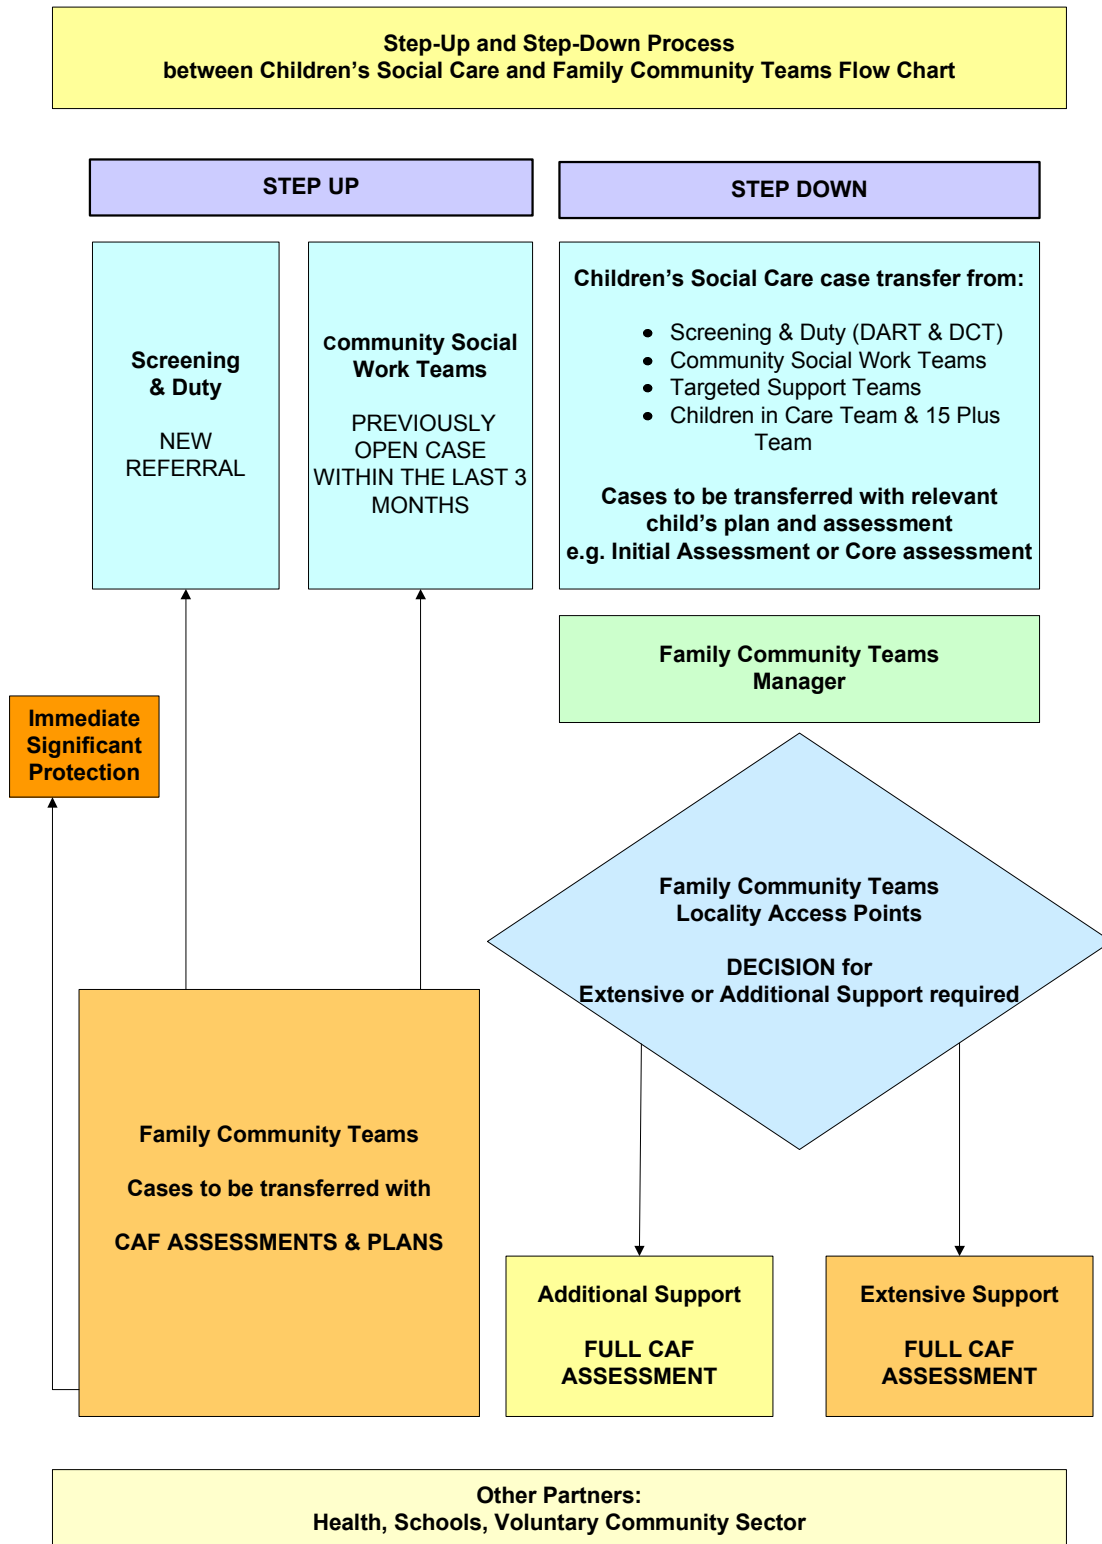 Step-Up and Step-Down Process
between Children's Social Care and Family Community Teams Flow Chart
STEP UP
STEP DOWN
Screening
& Duty
NEW
REFERRAL
Community Social
Work Teams
PREVIOUSLY
OPEN CASE
WITHIN THE LAST 3
MONTHS
Children's Social Care case transfer from:
• Screening & Duty (DART & DCT)
• Community Social Work Teams
• Targeted Support Teams
• Children in Care Team & 15 Plus
Team
Cases to be transferred with relevant
child's plan and assessment
e.g. Initial Assessment or Core assessment
Family Community Teams
Manager
Immediate
Significant
Protection
Family Community Teams
Locality Access Points
DECISION for
Extensive or Additional Support required
Family Community Teams
Cases to be transferred with
CAF ASSESSMENTS & PLANS
Additional Support
FULL CAF
ASSESSMENT
Extensive Support
FULL CAF
ASSESSMENT
Other Partners:
Health, Schools, Voluntary Community Sector